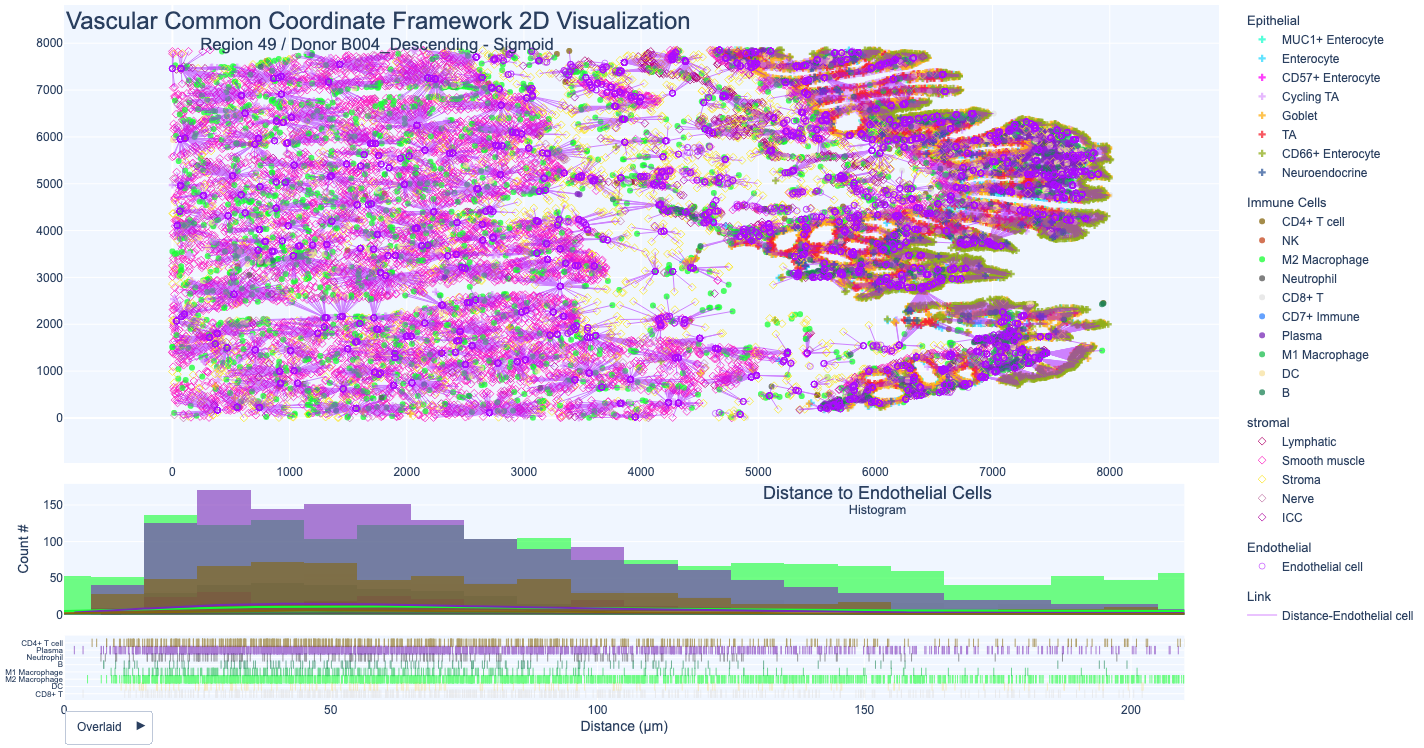 Vascular Common Coordinate Framework 2D Visualization
Region 49 / Donor B004_Descending - Sigmoid
8000
7000
6000
5000
4000
3000
2000
1000
0
0 1000 2000 3000 4000 5000 6000 7000 8000
Epithelial
MUC1+ Enterocyte
Enterocyte
CD57+ Enterocyte
Cycling TA
Goblet
TA
CD66+ Enterocyte
Neuroendocrine
Immune Cells
CD4+ T cell
NK
M2 Macrophage
Neutrophil
CD8+ T
CD7+ Immune
Plasma
M1 Macrophage
DC
B
stromal
Lymphatic
Smooth muscle
Stroma
Nerve
ICC
Endothelial
Endothelial cell
Link
Distance-Endothelial cell
Distance to Endothelial Cells
Histogram
Count #
150
100
50
0
CD4+ T cell
Plasma
Neutrophil
B
M1 Macrophage
M2 Macrophage
DC
CD8+ T
0 50 100 150 200
Distance (μm)
Overlaid ▶